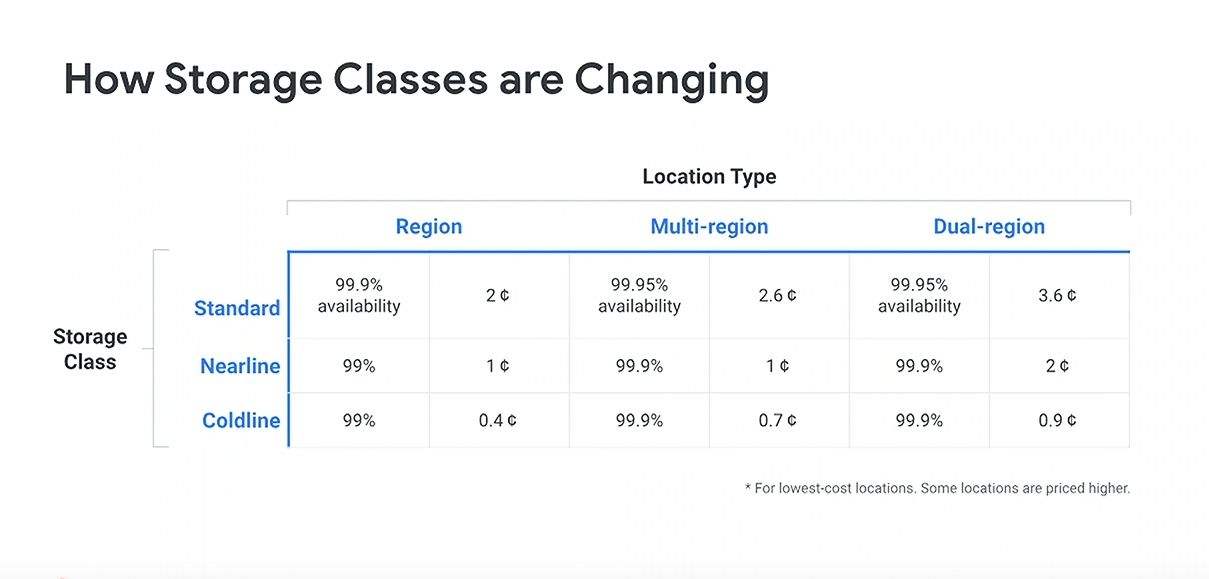 How Storage Classes are Changing
Location Type
Region Multi-region Dual-region
Storage
Class
Standard 99.9%
availability 2 ¢ 99.95%
availability 2.6 ¢ 99.95%
availability 3.6 ¢
Nearline 99% 1 ¢ 99.9% 1 ¢ 99.9% 2 ¢
Coldline 99% 0.4 ¢ 99.9% 0.7 ¢ 99.9% 0.9 ¢
* For lowest-cost locations. Some locations are priced higher.